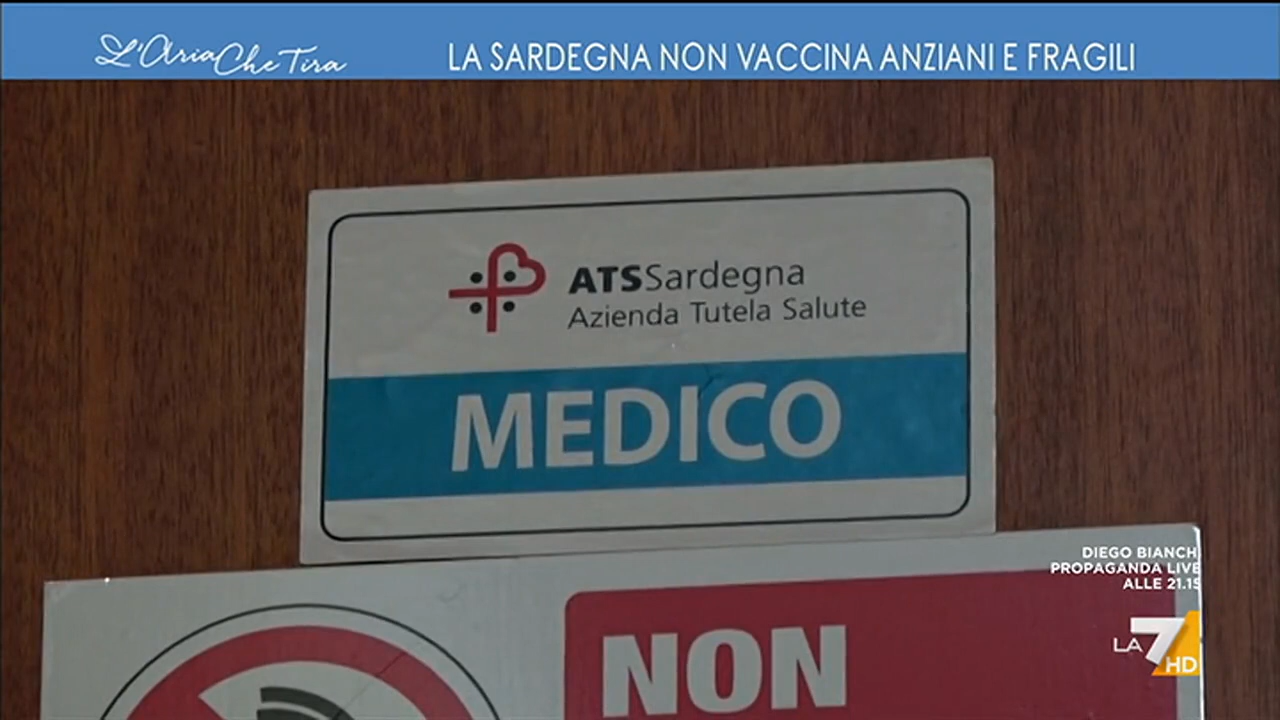 L'Aria Che Tira
LA SARDEGNA NON VACCINA ANZIANI E FRAGILI
ATSSardegna
Azienda Tutela Salute
MEDICO
NON
DIEGO BIANCHI
PROPAGANDA LIVE
ALLE 21.15
LA7
HD